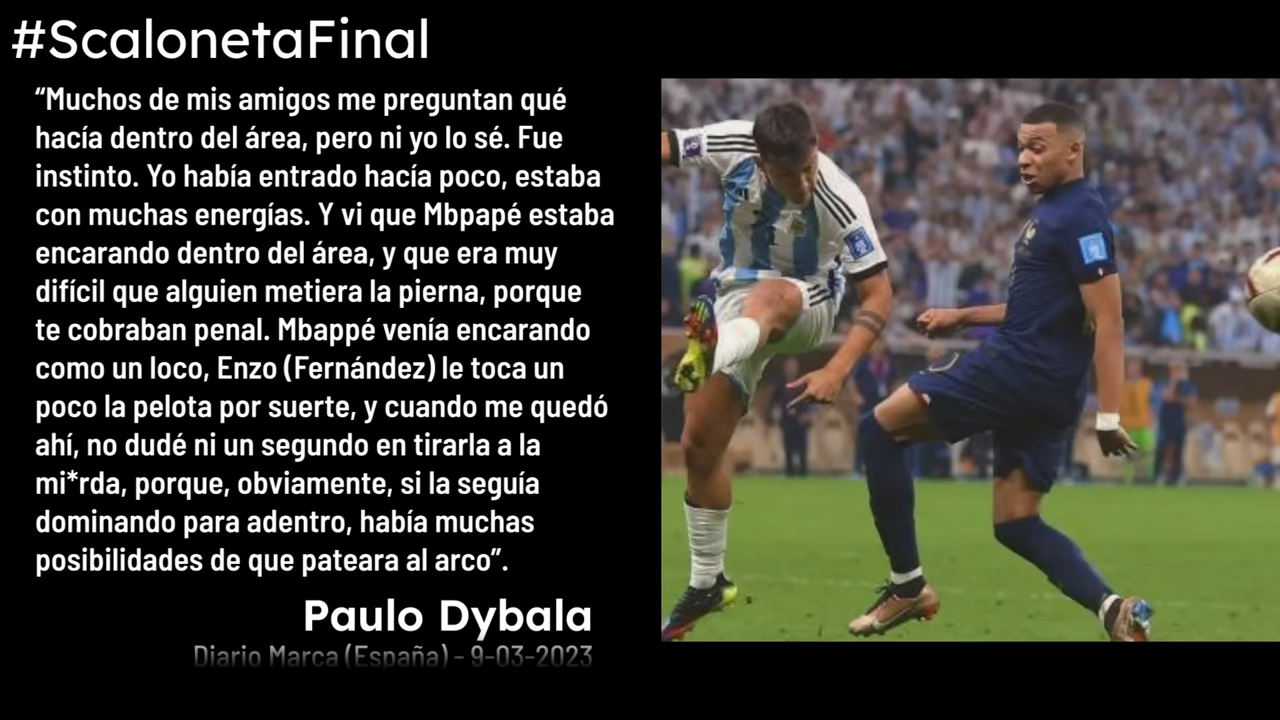 #ScalonetaFinal
“Muchos de mis amigos me preguntan qué
hacía dentro del área, pero ni yo lo sé. Fue
instinto. Yo había entrado hacía poco, estaba
con muchas energías. Y vi que Mbpapé estaba
encarando dentro del área, y que era muy
difícil que alguien metiera la pierna, porque
te cobraban penal. Mbappé venía encarando
como un loco, Enzo (Fernández) le toca un
poco la pelota por suerte, y cuando me quedó
ahí, no dudé ni un segundo en tirarla a la
mi*rda, porque, obviamente, si la seguía
dominando para adentro, había muchas
posibilidades de que pateara al arco”.
Paulo Dybala
Diario Marca (España) - 9-03-2023